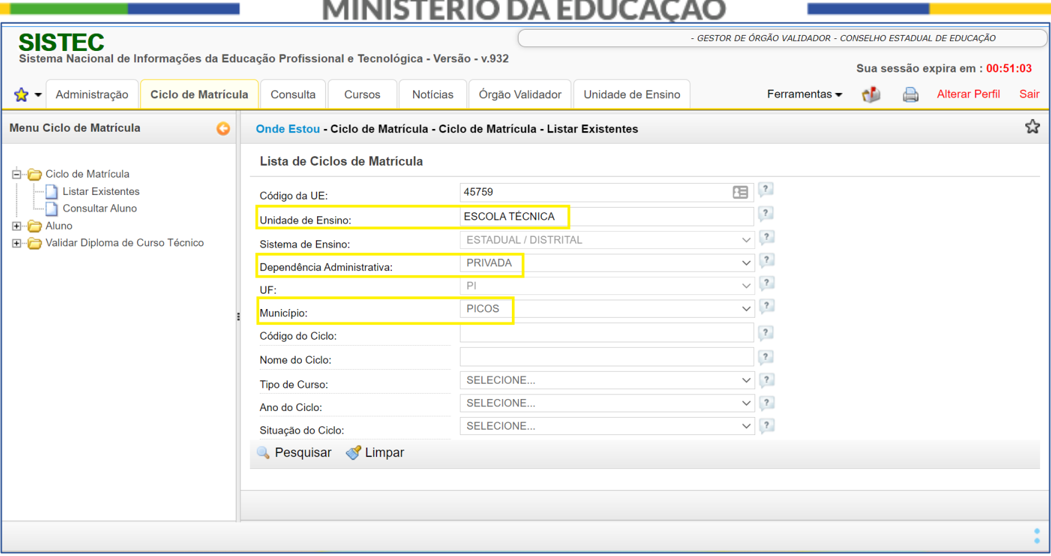 MINISTÉRIO DA EDUCAÇÃO
SISTEC
Sistema Nacional de Informações da Educação Profissional e Tecnológica - Versão - v.932
- GESTOR DE ÓRGÃO VALIDADOR - CONSELHO ESTADUAL DE EDUCAÇÃO
Sua sessão expira em : 00:51:03
Administração Ciclo de Matrícula Consulta Cursos Notícias Órgão Validador Unidade de Ensino Ferramentas Alterar Perfil Sair
Menu Ciclo de Matrícula
Ciclo de Matrícula
Listar Existentes
Consultar Aluno
Aluno
Validar Diploma de Curso Técnico
Onde Estou - Ciclo de Matrícula - Ciclo de Matrícula - Listar Existentes
Lista de Ciclos de Matrícula
Código da UE: 45759
Unidade de Ensino: ESCOLA TÉCNICA
Sistema de Ensino: ESTADUAL / DISTRITAL
Dependência Administrativa: PRIVADA
UF: PI
Município: PICOS
Código do Ciclo:
Nome do Ciclo:
Tipo de Curso: SELECIONE...
Ano do Ciclo: SELECIONE...
Situação do Ciclo: SELECIONE...
Pesquisar Limpar